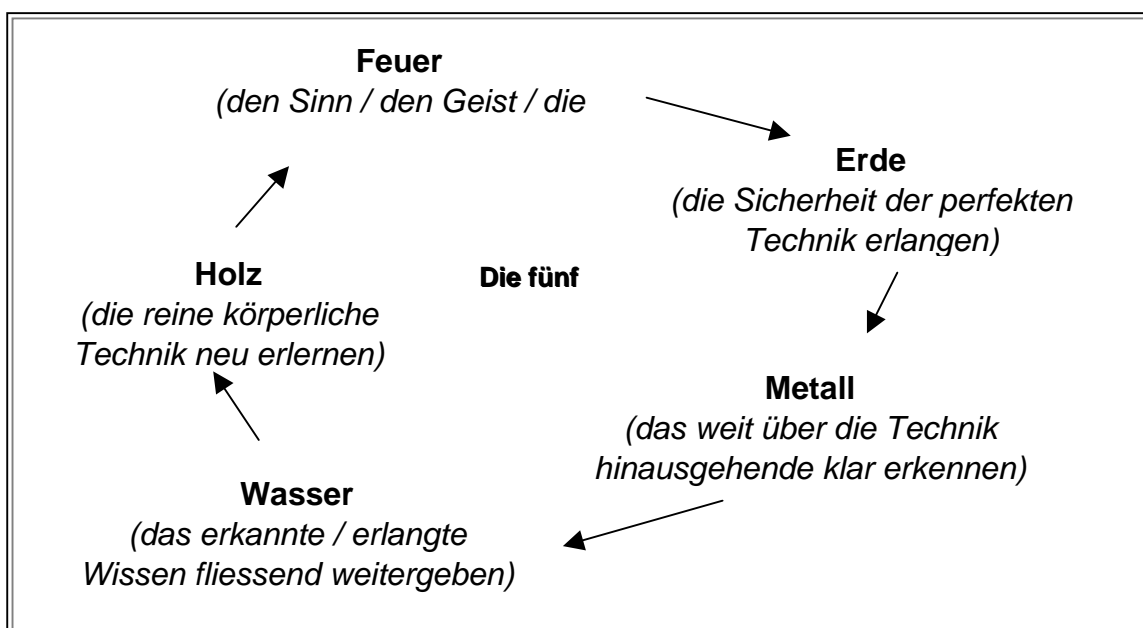 Feuer
(den Sinn / den Geist / die
Erde
(die Sicherheit der perfekten
Technik erlangen)
Holz
(die reine körperliche
Technik neu erlernen)
Die fünf
Metall
(das weit über die Technik
hinausgehende klar erkennen)
Wasser
(das erkannte / erlangte
Wissen fliessend weitergeben)